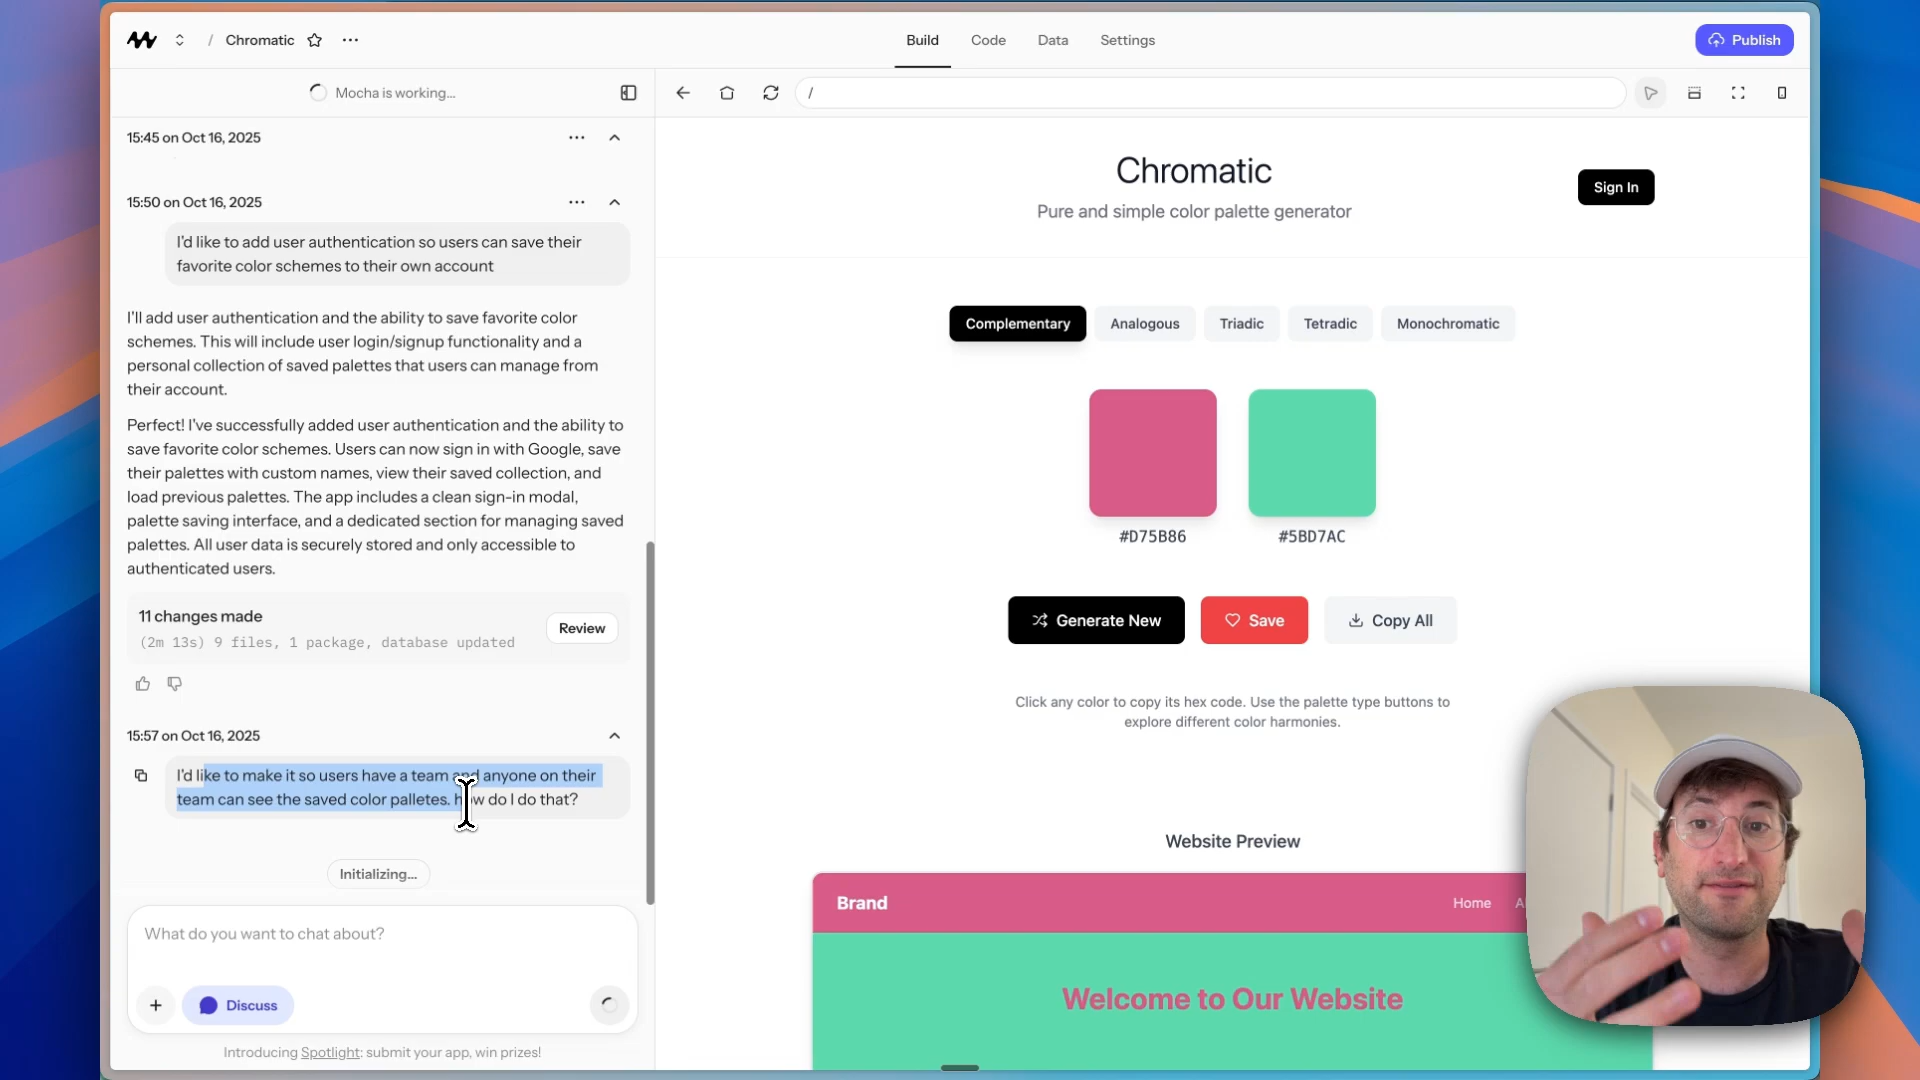 / Chromatic
Build Code Data Settings
Publish
Mocha is working...
/
15:45 on Oct 16, 2025
15:50 on Oct 16, 2025
I'd like to add user authentication so users can save their
favorite color schemes to their own account
I'll add user authentication and the ability to save favorite color
schemes. This will include user login/signup functionality and a
personal collection of saved palettes that users can manage from
their account.
Perfect! I've successfully added user authentication and the ability to
save favorite color schemes. Users can now sign in with Google, save
their palettes with custom names, view their saved collection, and
load previous palettes. The app includes a clean sign-in modal,
palette saving interface, and a dedicated section for managing saved
palettes. All user data is securely stored and only accessible to
authenticated users.
11 changes made
(2m 13s) 9 files, 1 package, database updated
Review
15:57 on Oct 16, 2025
I'd like to make it so users have a team and anyone on their
team can see the saved color palletes. how do I do that?
Initializing...
What do you want to chat about?
Discuss
Introducing Spotlight: submit your app, win prizes!
Chromatic
Pure and simple color palette generator
Sign In
Complementary Analogous Triadic Tetradic Monochromatic
#D75B86 #5BD7AC
Generate New Save Copy All
Click any color to copy its hex code. Use the palette type buttons to
explore different color harmonies.
Website Preview
Brand Home
Welcome to Our Website